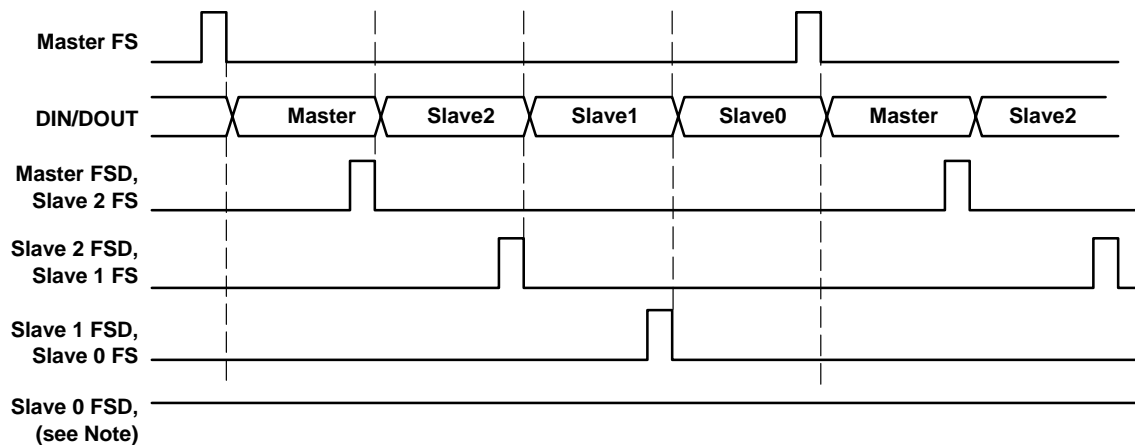 Master FS
DIN/DOUT
Master
Slave2
Slave1
Slave0
Master
Slave2
Master FSD,
Slave 2 FS
Slave 2 FSD,
Slave 1 FS
Slave 1 FSD,
Slave 0 FS
Slave 0 FSD,
(see Note)